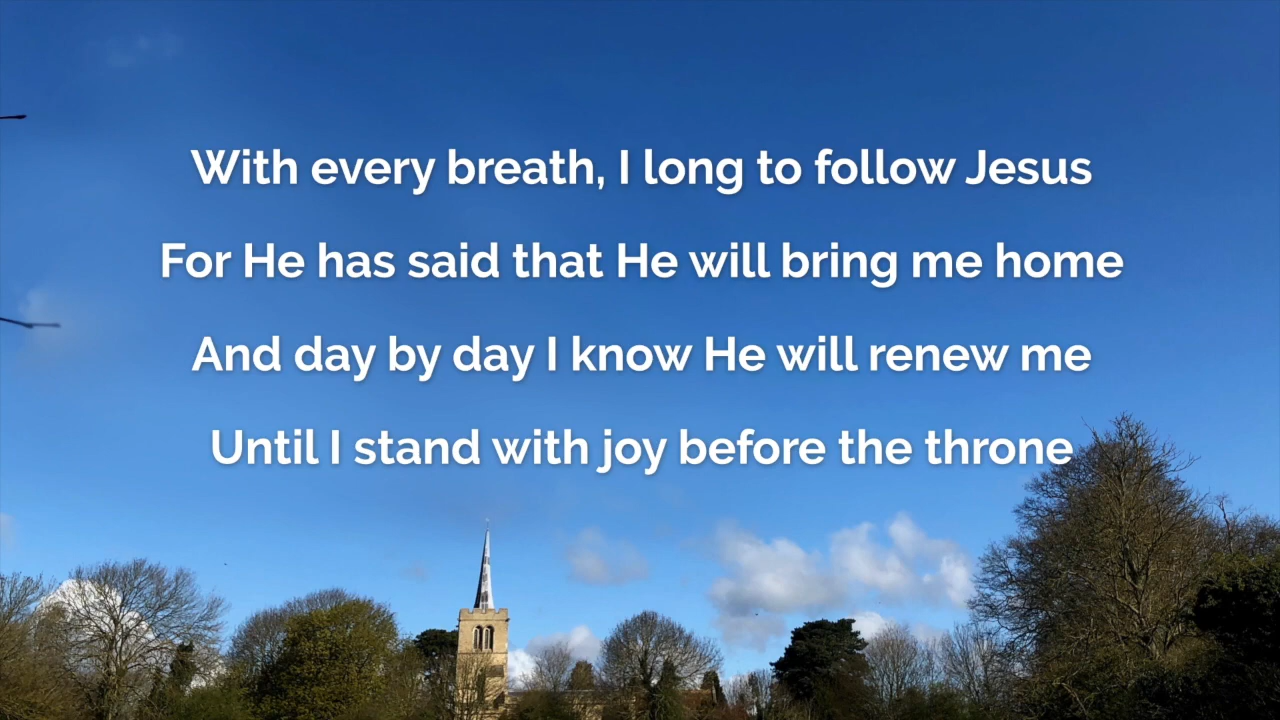 With every breath, I long to follow Jesus
For He has said that He will bring me home
And day by day I know He will renew me
Until I stand with joy before the throne